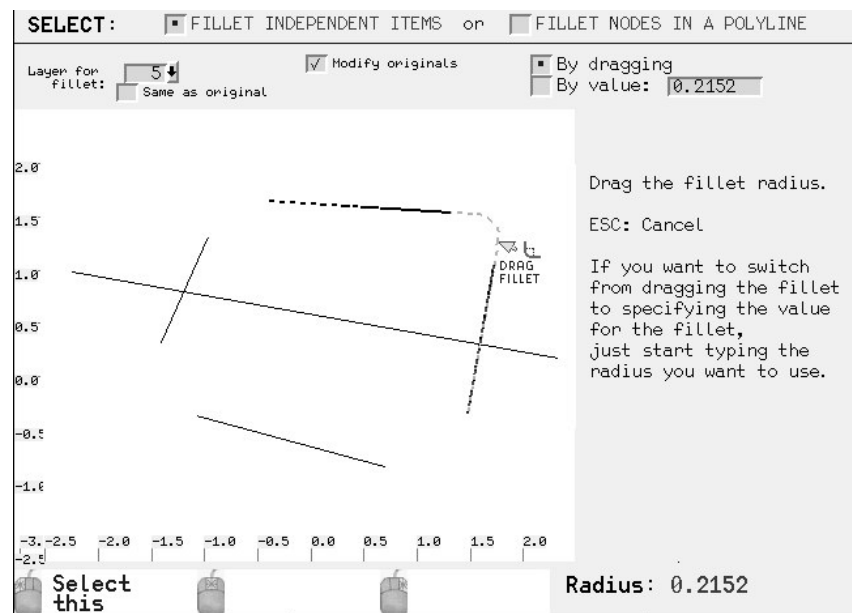 SELECT: FILLET INDEPENDENT ITEMS or FILLET NODES IN A POLYLINE
Layer for fillet: 5
Same as original
Modify originals
By dragging
By value: 0.2152
2.0
1.5
1.0
0.5
0.0
-0.5
-1.0
DRAG
FILLET
Drag the fillet radius.
ESC: Cancel
If you want to switch
from dragging the fillet
to specifying the value
for the fillet,
just start typing the
radius you want to use.
-3. -2.5 -2.0 -1.5 -1.0 -0.5 0.0 0.5 1.0 1.5 2.0
-2.5
Select
this
Radius: 0.2152